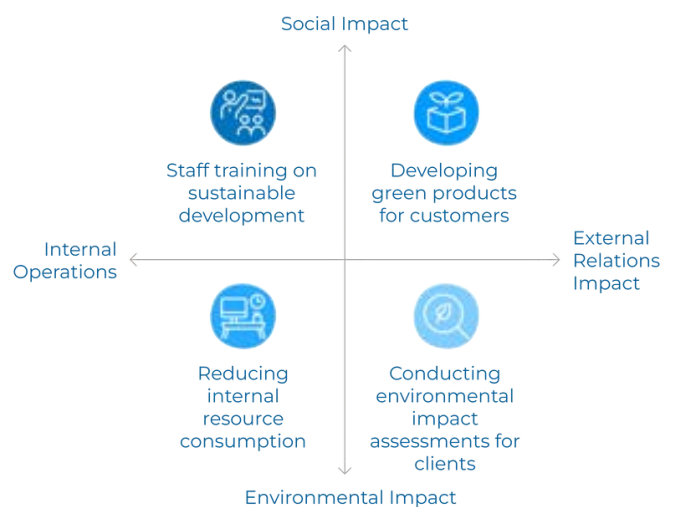 Social Impact
Staff training on
sustainable
development
Developing
green products
for customers
Internal
Operations
External
Relations
Impact
Reducing
internal
resource
consumption
Conducting
environmental
impact
assessments for
clients
Environmental Impact